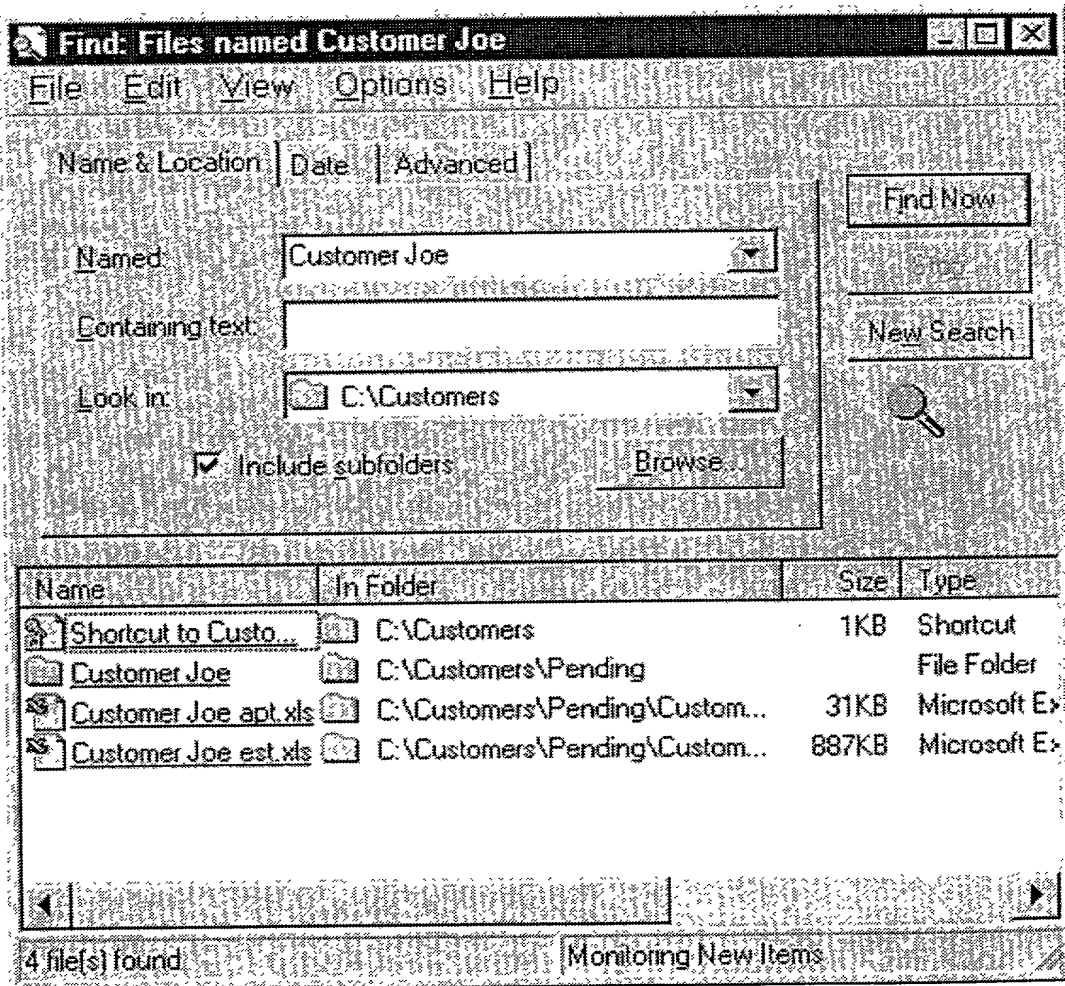 Find: Files named Customer Joe
File Edit View Options Help
Name & Location Date Advanced
Find Now
Named: Customer Joe
Containing text:
New Search
Look in: C:\Customers
Include subfolders Browse...
Name In Folder Size Type
Shortcut to Custo... C:\Customers 1KB Shortcut
Customer Joe C:\Customers\Pending File Folder
Customer Joe apt.xls C:\Customers\Pending\Custom... 31KB Microsoft Ex
Customer Joe est.xls C:\Customers\Pending\Custom... 887KB Microsoft Ex
4 file(s) found Monitoring New Items